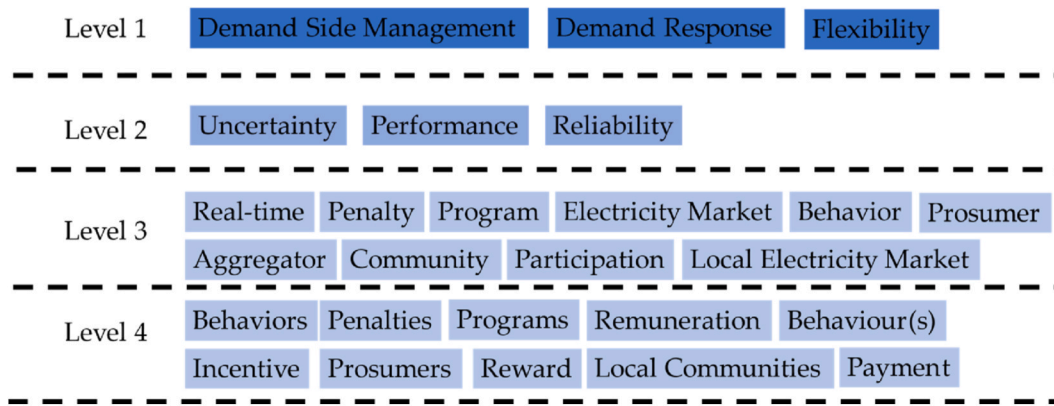 Level 1 Demand Side Management Demand Response Flexibility
Level 2 Uncertainty Performance Reliability
Real-time Penalty Program Electricity Market Behavior Prosumer
Level 3
Aggregator Community Participation Local Electricity Market
Behaviors Penalties Programs Remuneration Behaviour(s)
Level 4
Incentive Prosumers Reward Local Communities Payment